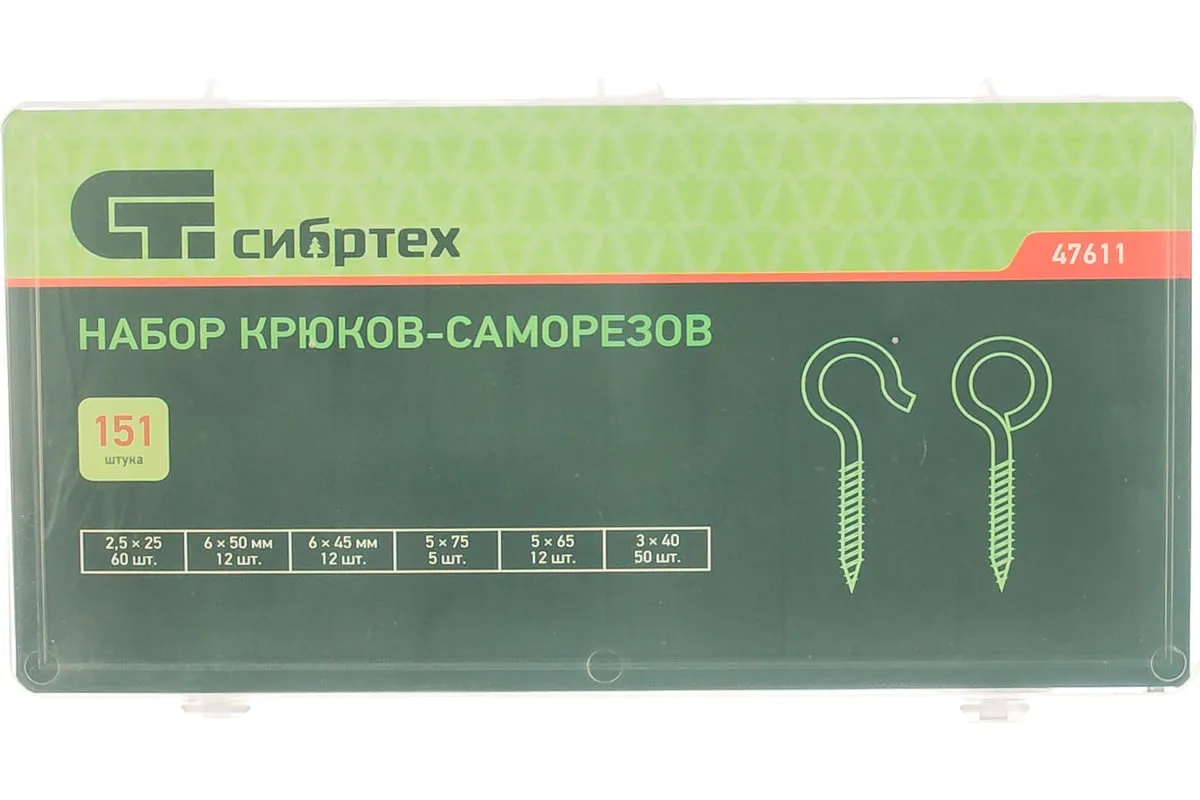 сибртех
47611
НАБОР КРЮКОВ-САМОРЕЗОВ
151
штука
2,5 × 25 6 × 50 мм 6 × 45 мм 5 × 75 5 × 65 3 × 40
60 шт. 12 шт. 12 шт. 5 шт. 12 шт. 50 шт.